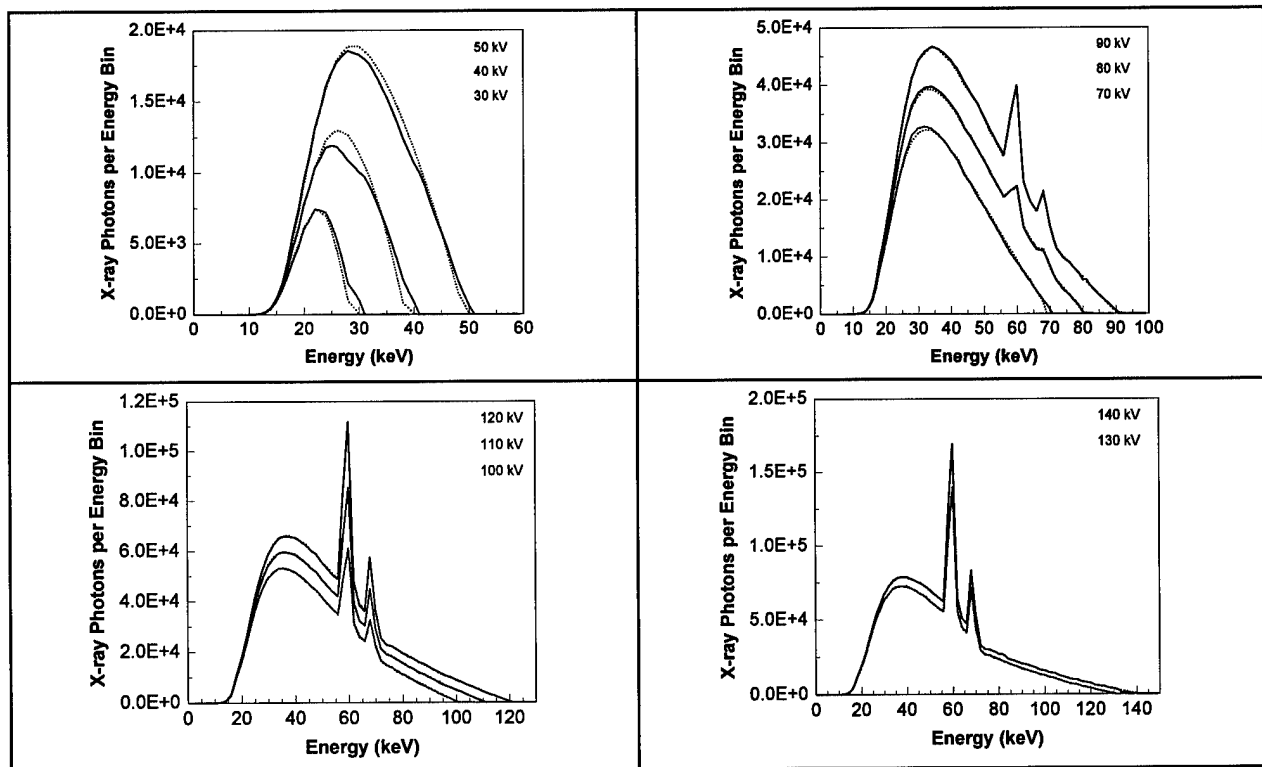 X-ray Photons per Energy Bin
2.0E+4
1.5E+4
1.0E+4
5.0E+3
0.0E+0
50 kV
40 kV
30 kV
0 10 20 30 40 50 60
Energy (keV)
X-ray Photons per Energy Bin
5.0E+4
4.0E+4
3.0E+4
2.0E+4
1.0E+4
0.0E+0
90 kV
80 kV
70 kV
0 10 20 30 40 50 60 70 80 90 100
Energy (keV)
X-ray Photons per Energy Bin
1.2E+5
1.0E+5
8.0E+4
6.0E+4
4.0E+4
2.0E+4
0.0E+0
120 kV
110 kV
100 kV
0 20 40 60 80 100 120
Energy (keV)
X-ray Photons per Energy Bin
2.0E+5
1.5E+5
1.0E+5
5.0E+4
0.0E+0
140 kV
130 kV
0 20 40 60 80 100 120 140
Energy (keV)